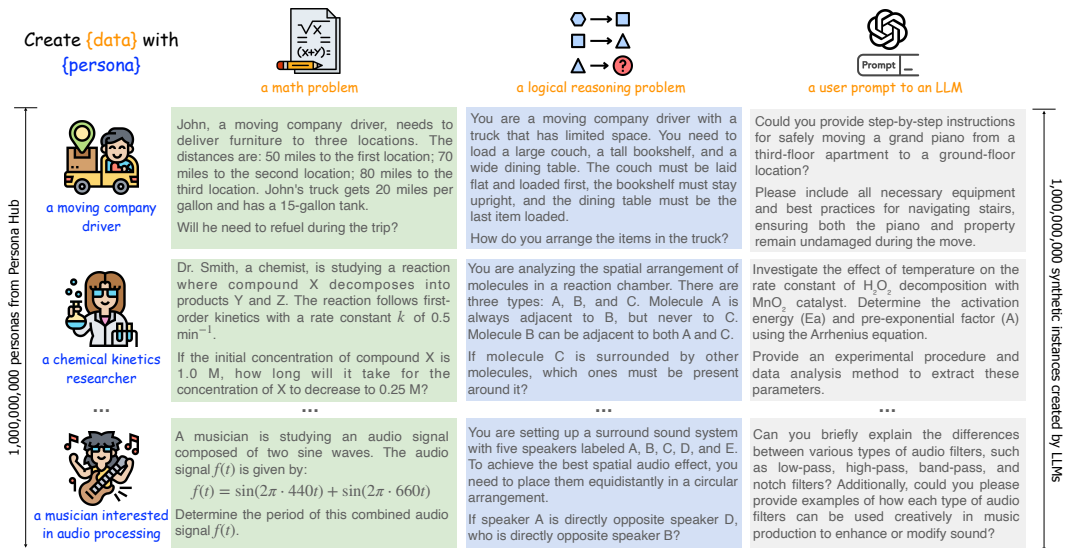 Create {data} with
{persona}
√x
(x+y)=
a math problem
?
a logical reasoning problem
Prompt
a user prompt to an LLM
1,000,000,000 personas from Persona Hub
a moving company
driver
John, a moving company driver, needs to
deliver furniture to three locations. The
distances are: 50 miles to the first location; 70
miles to the second location; 80 miles to the
third location. John's truck gets 20 miles per
gallon and has a 15-gallon tank.
Will he need to refuel during the trip?
You are a moving company driver with a
truck that has limited space. You need to
load a large couch, a tall bookshelf, and a
wide dining table. The couch must be laid
flat and loaded first, the bookshelf must stay
upright, and the dining table must be the
last item loaded.
How do you arrange the items in the truck?
Could you provide step-by-step instructions
for safely moving a grand piano from a
third-floor apartment to a ground-floor
location?
Please include all necessary equipment
and best practices for navigating stairs,
ensuring both the piano and property
remain undamaged during the move.
a chemical kinetics
researcher
Dr. Smith, a chemist, is studying a reaction
where compound X decomposes into
products Y and Z. The reaction follows first-
order kinetics with a rate constant k of 0.5
min⁻¹.
If the initial concentration of compound X is
1.0 M, how long will it take for the
concentration of X to decrease to 0.25 M?
You are analyzing the spatial arrangement of
molecules in a reaction chamber. There are
three types: A, B, and C. Molecule A is
always adjacent to B, but never to C.
Molecule B can be adjacent to both A and C.
If molecule C is surrounded by other
molecules, which ones must be present
around it?
Investigate the effect of temperature on the
rate constant of H₂O₂ decomposition with
MnO₂ catalyst. Determine the activation
energy (Ea) and pre-exponential factor (A)
using the Arrhenius equation.
Provide an experimental procedure and
data analysis method to extract these
parameters.
...
...
...
...
a musician interested
in audio processing
A musician is studying an audio signal
composed of two sine waves. The audio
signal f(t) is given by:
f(t) = sin(2π · 440t) + sin(2π · 660t)
Determine the period of this combined audio
signal f(t).
You are setting up a surround sound system
with five speakers labeled A, B, C, D, and E.
To achieve the best spatial audio effect, you
need to place them equidistantly in a circular
arrangement.
If speaker A is directly opposite speaker D,
who is directly opposite speaker B?
Can you briefly explain the differences
between various types of audio filters, such
as low-pass, high-pass, band-pass, and
notch filters? Additionally, could you please
provide examples of how each type of audio
filters can be used creatively in music
production to enhance or modify sound?
1,000,000,000 synthetic instances created by LLMs